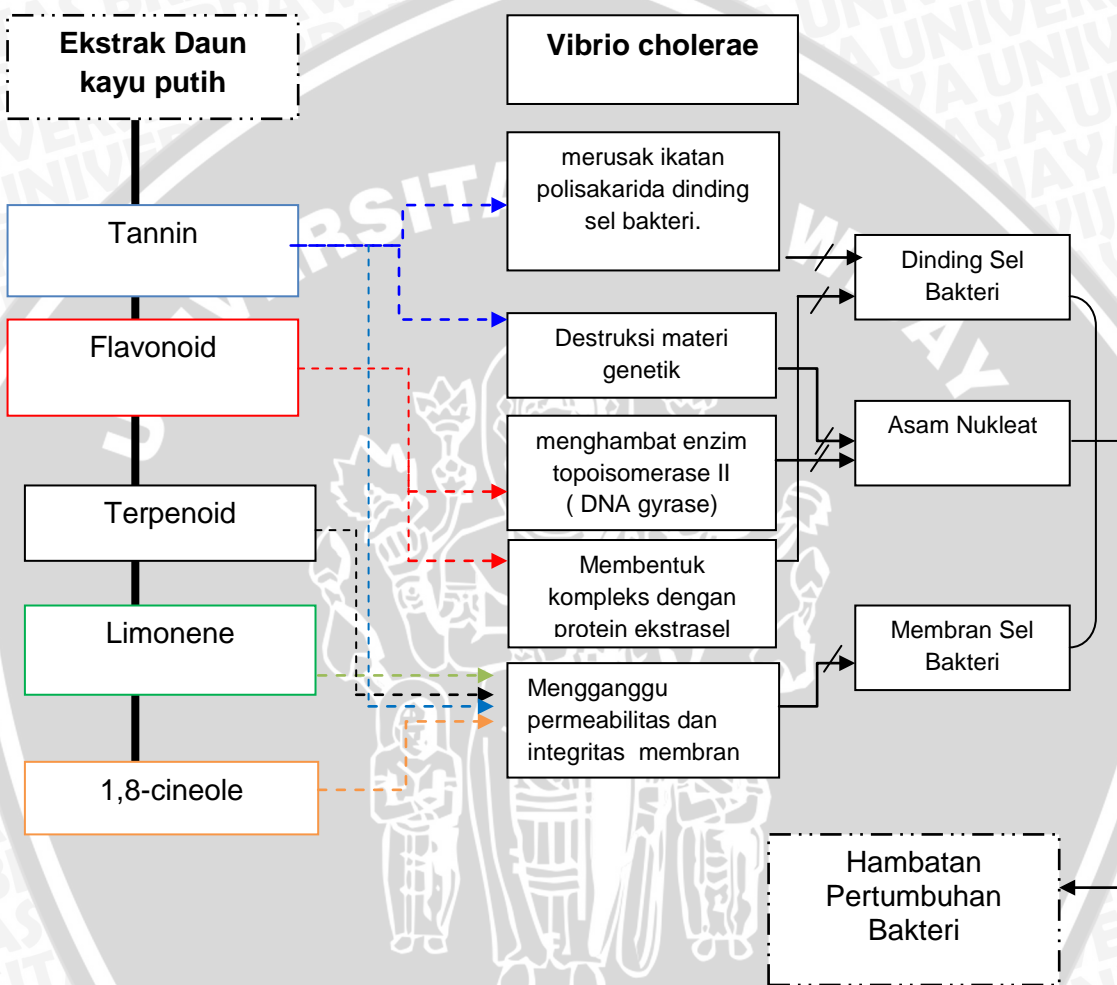 Ekstrak Daun
kayu putih
Vibrio cholerae
merusak ikatan
polisakarida dinding
sel bakteri.
Tannin
Dinding Sel
Bakteri
Flavonoid
Destruksi materi
genetik
Asam Nukleat
menghambat enzim
topoisomerase II
( DNA gyrase)
Terpenoid
Membentuk
kompleks dengan
protein ekstrasel
Limonene
Membran Sel
Bakteri
Mengganggu
permeabilitas dan
integritas membran
1,8-cineole
Hambatan
Pertumbuhan
Bakteri